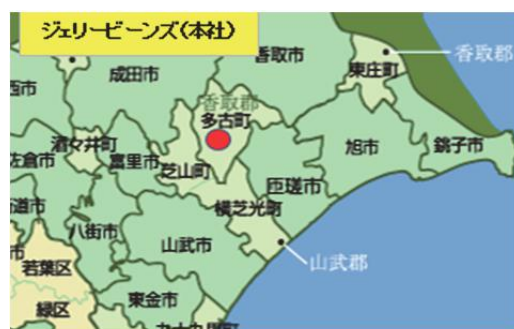 ジェリービーンズ(本社)
香取市
香取郡
東庄町
成田市
香取郡
多古町
酒々井町
佐倉市
富里市
芝山町
旭市
銚子市
匝瑳市
横芝光町
八街市
山武市
山武郡
若葉区
東金市
緑区